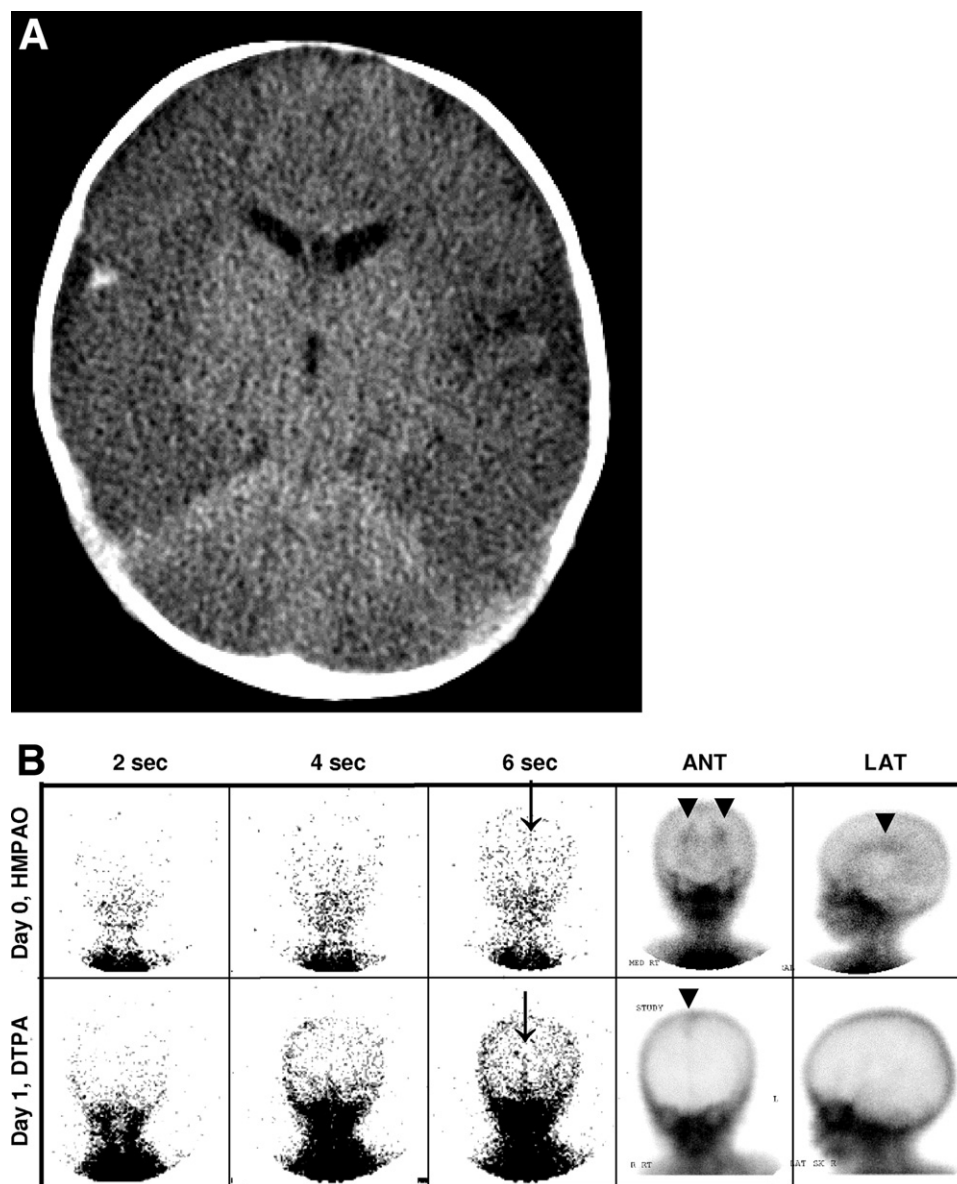 A
B
2 sec 4 sec 6 sec ANT LAT
Day 0, HMPAO
MED RT
Day 1, DTPA
STUDY
L
R RT
LAT SK R